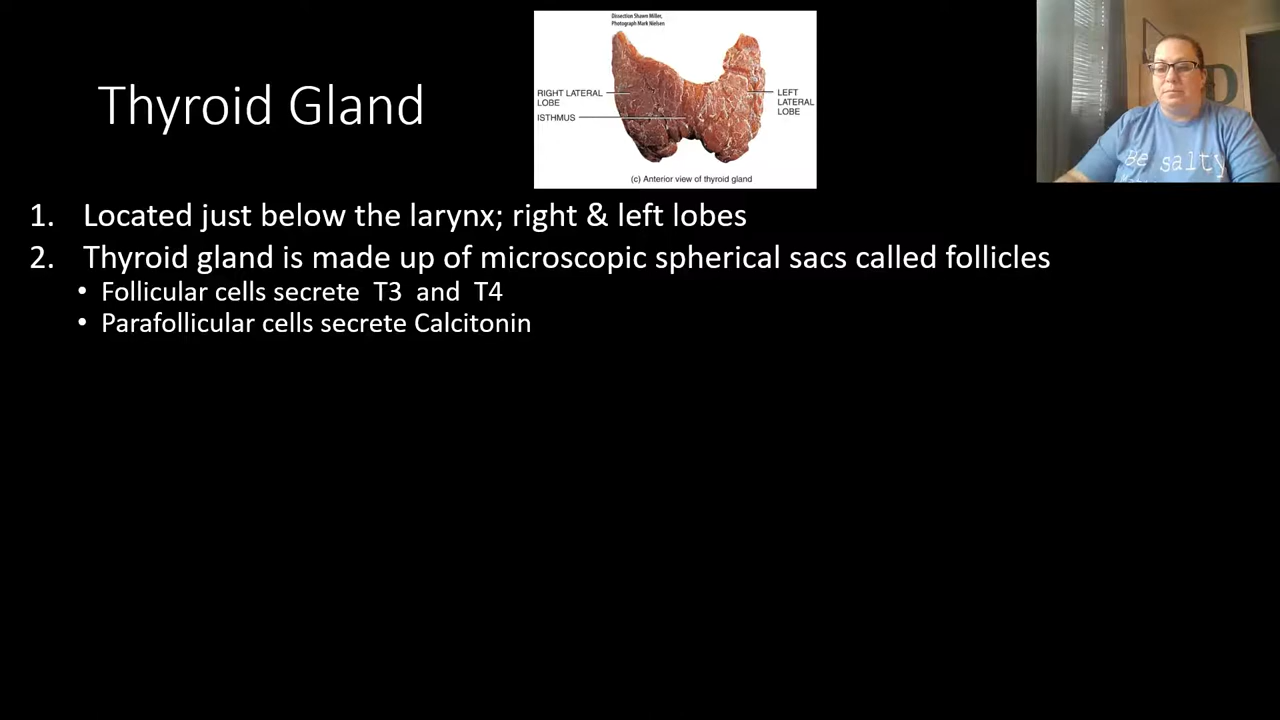 Dissection Shawn Miller,
Photograph Mark Nielsen
Thyroid Gland
RIGHT LATERAL
LOBE
ISTHMUS
LEFT
LATERAL
LOBE
(c) Anterior view of thyroid gland
Be salty
1. Located just below the larynx; right & left lobes
2. Thyroid gland is made up of microscopic spherical sacs called follicles
• Follicular cells secrete T3 and T4
• Parafollicular cells secrete Calcitonin